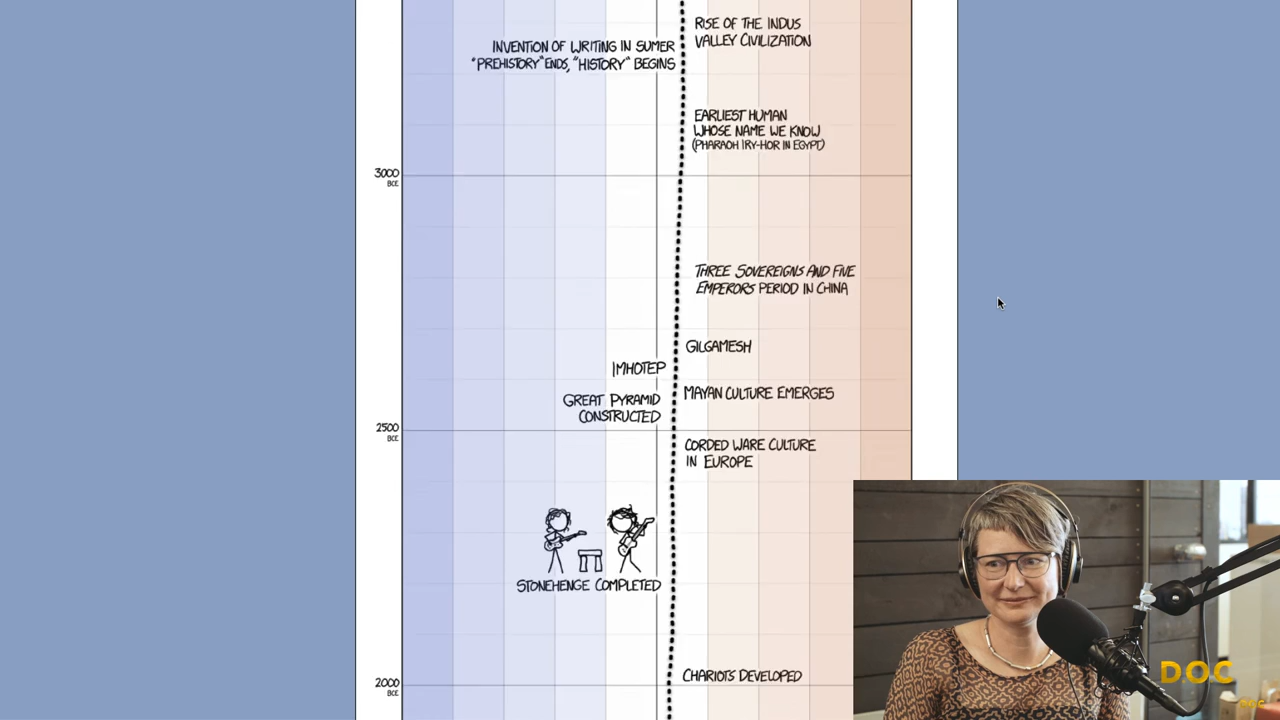 RISE OF THE INDUS
VALLEY CIVILIZATION
INVENTION OF WRITING IN SUMER
"PREHISTORY" ENDS, "HISTORY" BEGINS
EARLIEST HUMAN
WHOSE NAME WE KNOW
(PHARAOH IRY-HOR IN EGYPT)
3000
BCE
THREE SOVEREIGNS AND FIVE
EMPERORS PERIOD IN CHINA
GILGAMESH
IMHOTEP
MAYAN CULTURE EMERGES
GREAT PYRAMID
CONSTRUCTED
2500
BCE
CORDED WARE CULTURE
IN EUROPE
STONEHENGE COMPLETED
CHARIOTS DEVELOPED
2000
BCE
DOC
DOC